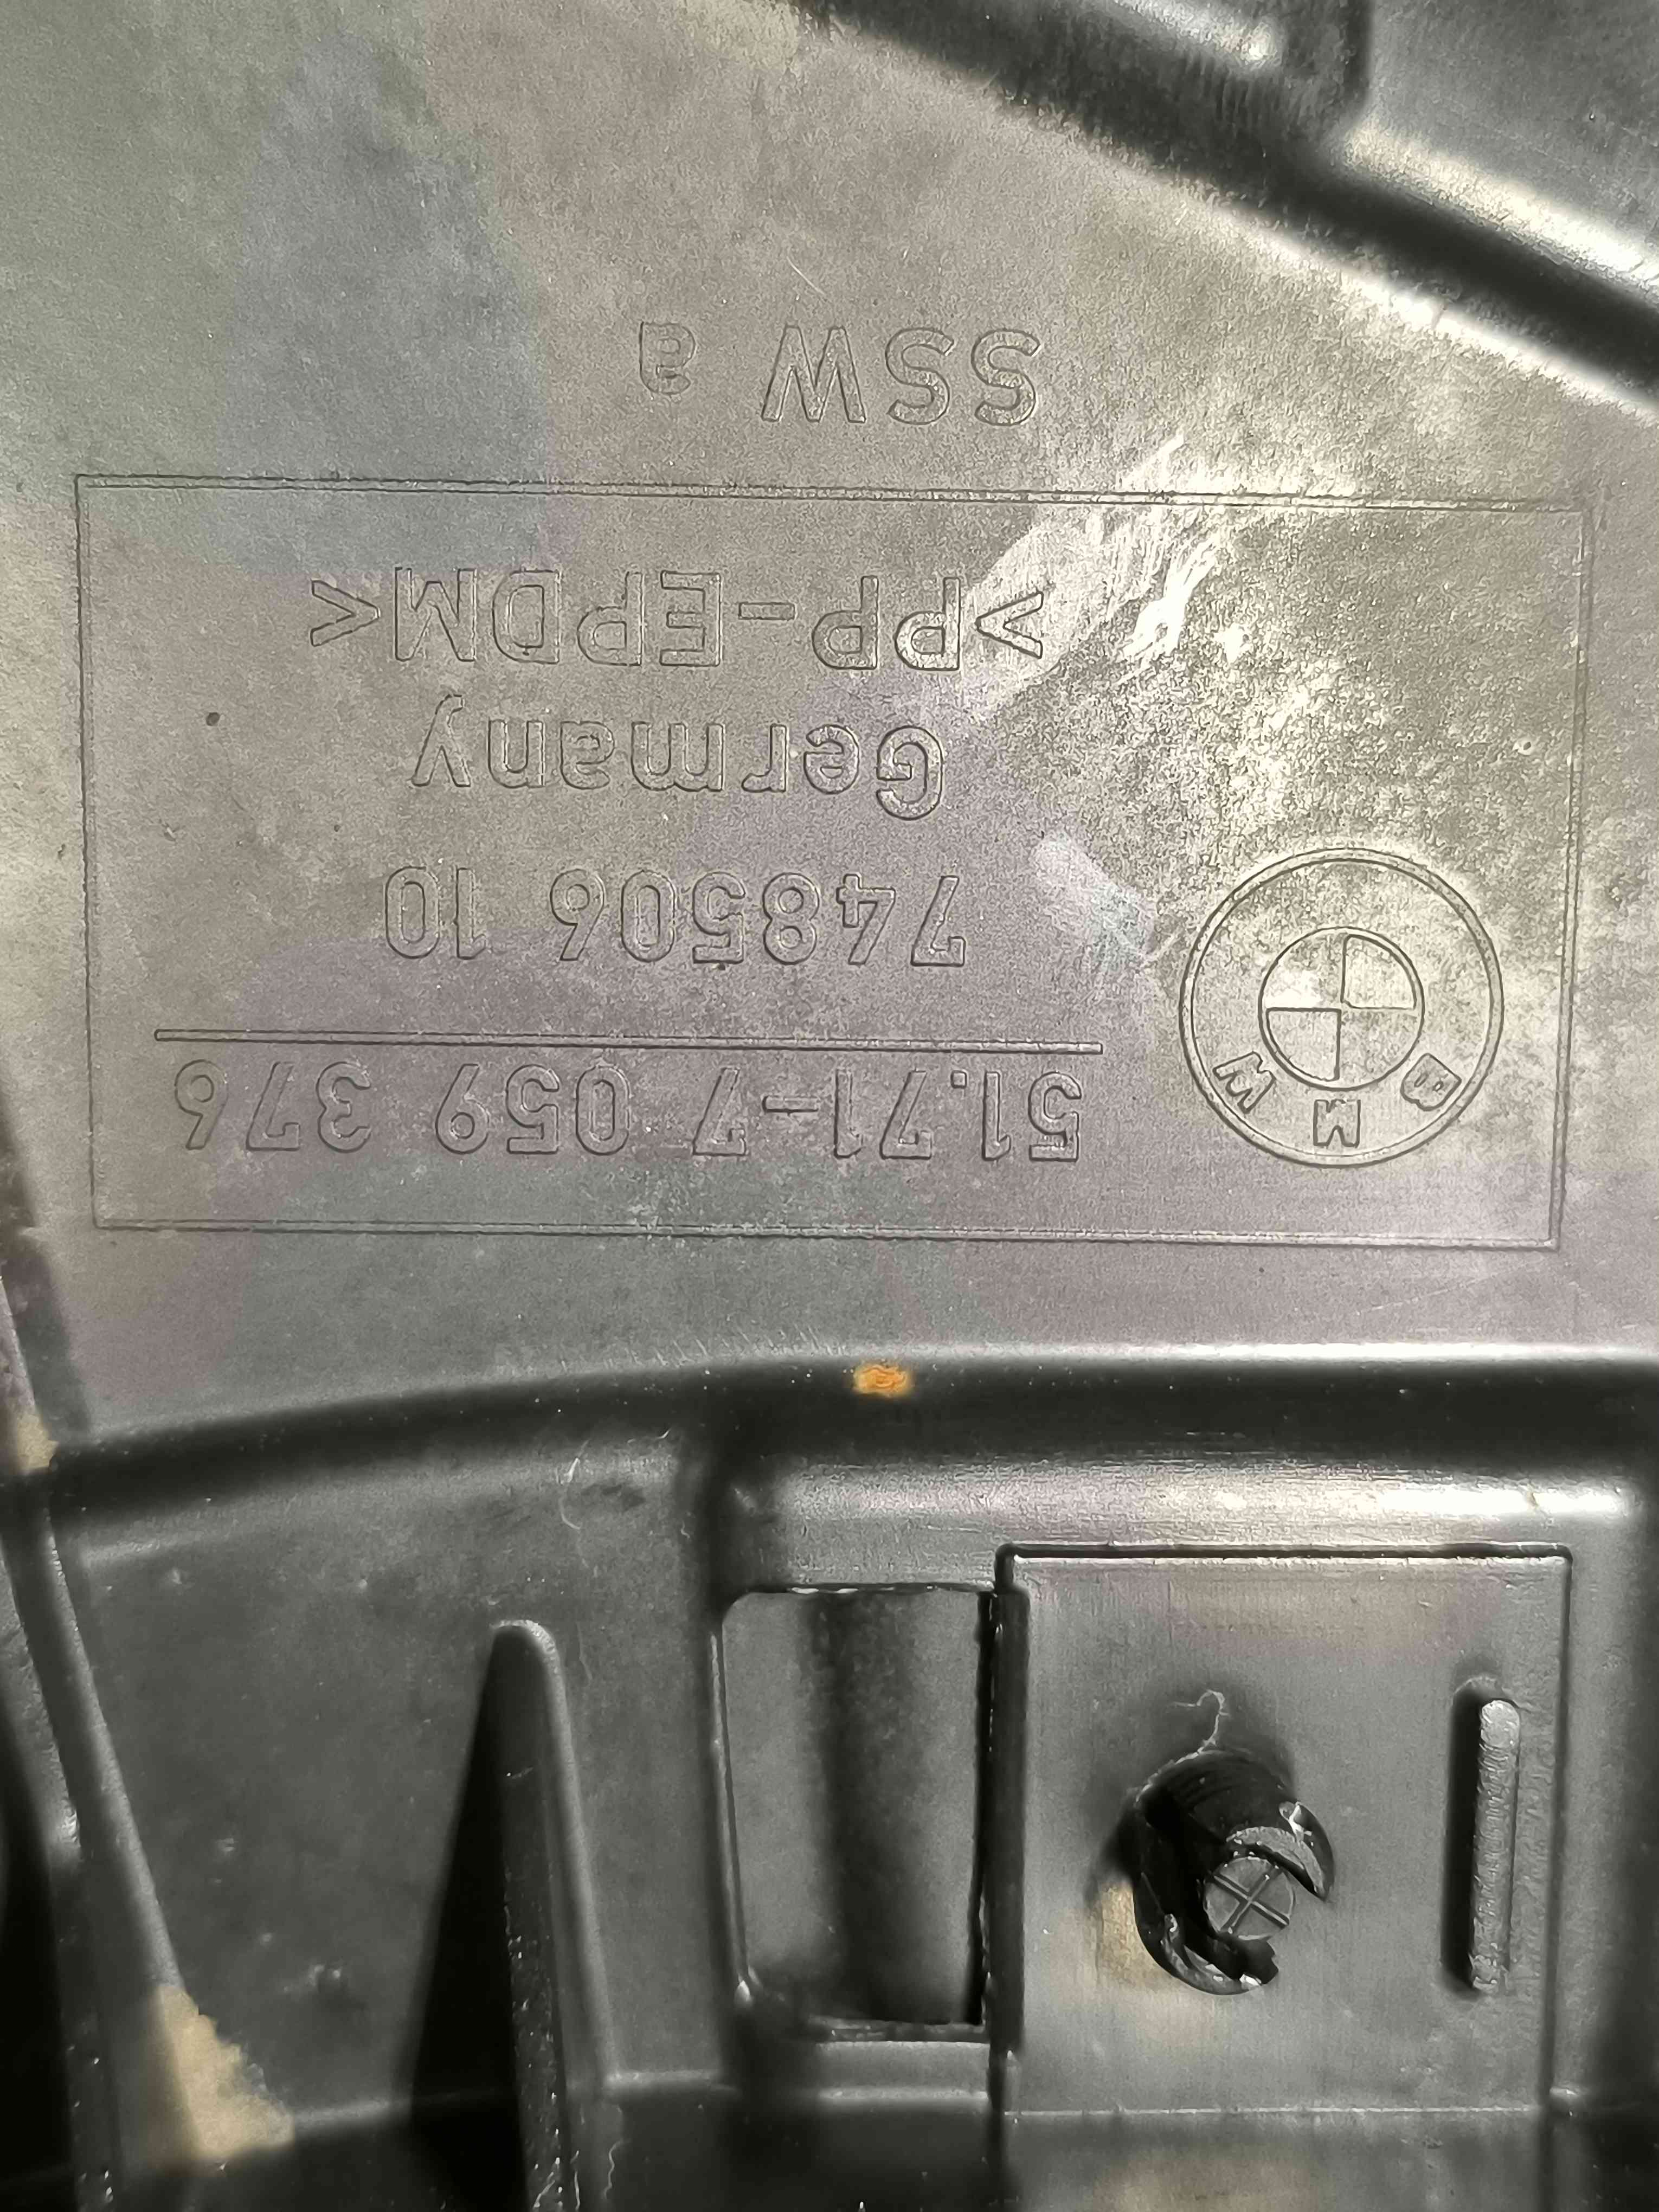 BMW
51.71-7 059 376
748506 10
Germany
>PP-EPDM<
SSW a